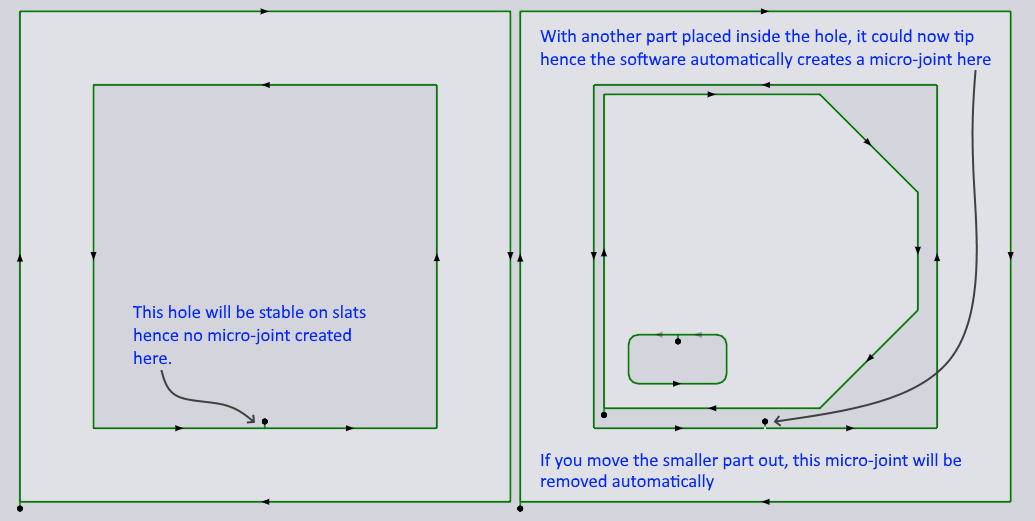 With another part placed inside the hole, it could now tip
hence the software automatically creates a micro-joint here
This hole will be stable on slats
hence no micro-joint created
here.
If you move the smaller part out, this micro-joint will be
removed automatically